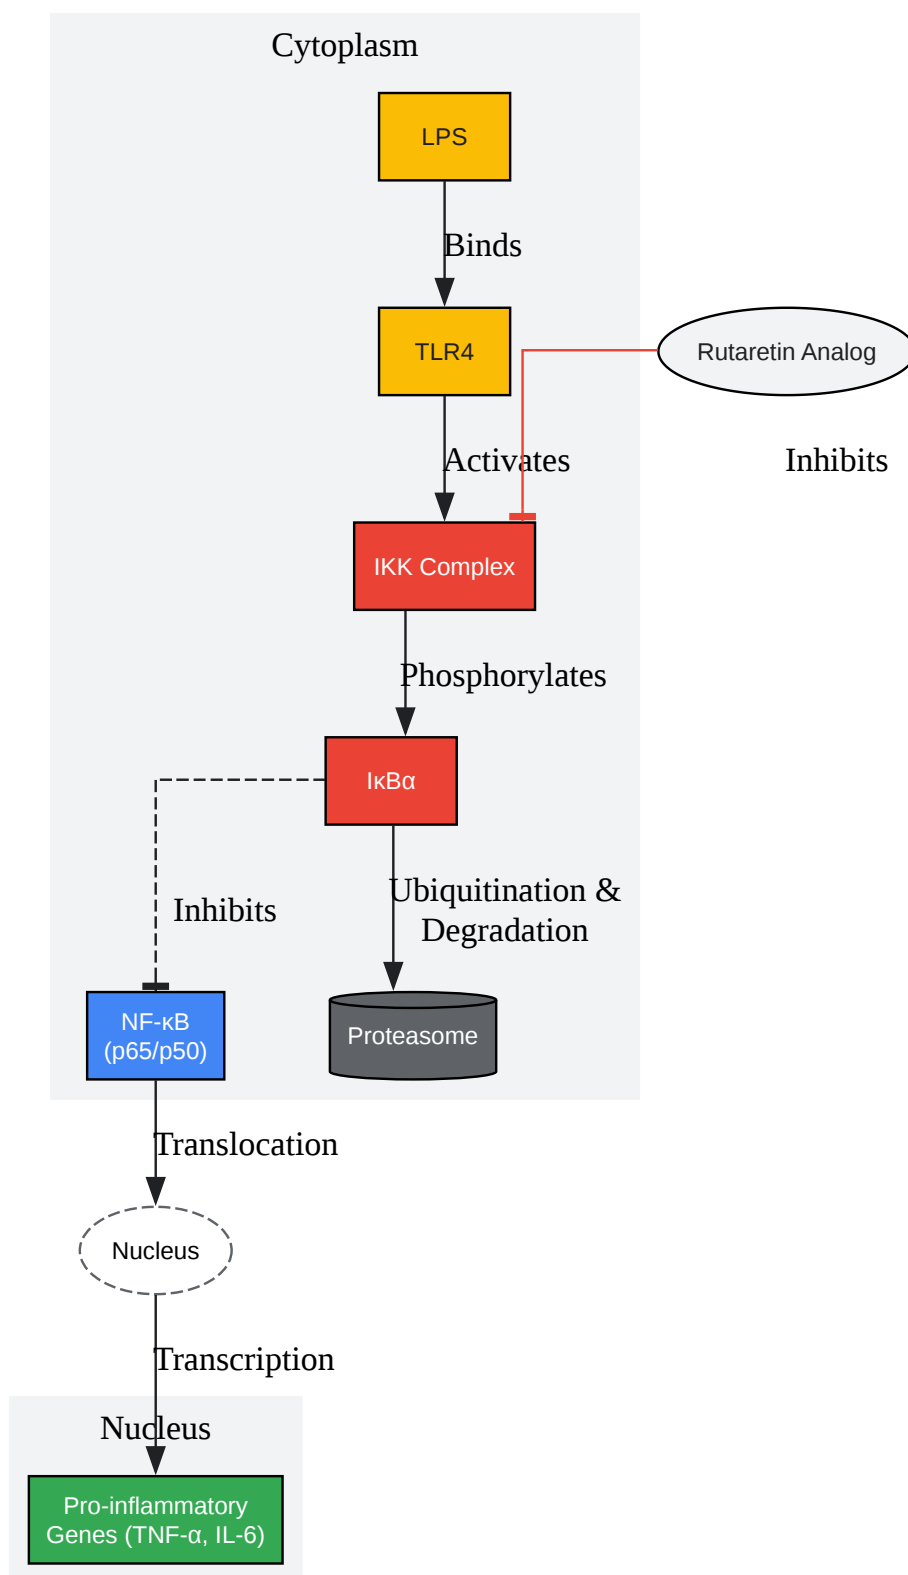 Cytoplasm
LPS
Binds
TLR4
Rutaretin Analog
Activates
Inhibits
IKK Complex
Phosphorylates
IκBα
Ubiquitination &
Degradation
Inhibits
NF-κB
(p65/p50)
Proteasome
Translocation
Nucleus
Transcription
Nucleus
Pro-inflammatory
Genes (TNF-α, IL-6)